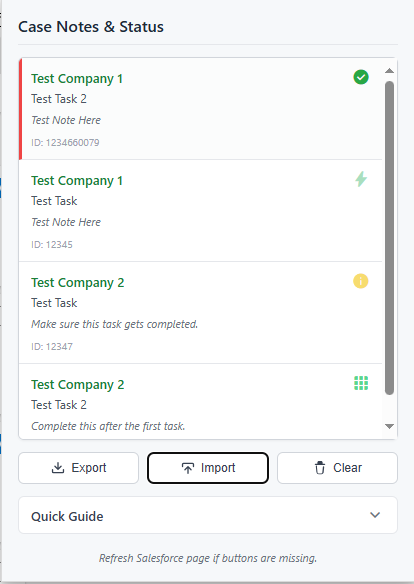 Case Notes & Status
Test Company 1
Test Task 2
Test Note Here
ID: 1234660079
Test Company 1
Test Task
Test Note Here
ID: 12345
Test Company 2
Test Task
Make sure this task gets completed.
ID: 12347
Test Company 2
Test Task 2
Complete this after the first task.
Export
Import
Clear
Quick Guide
Refresh Salesforce page if buttons are missing.